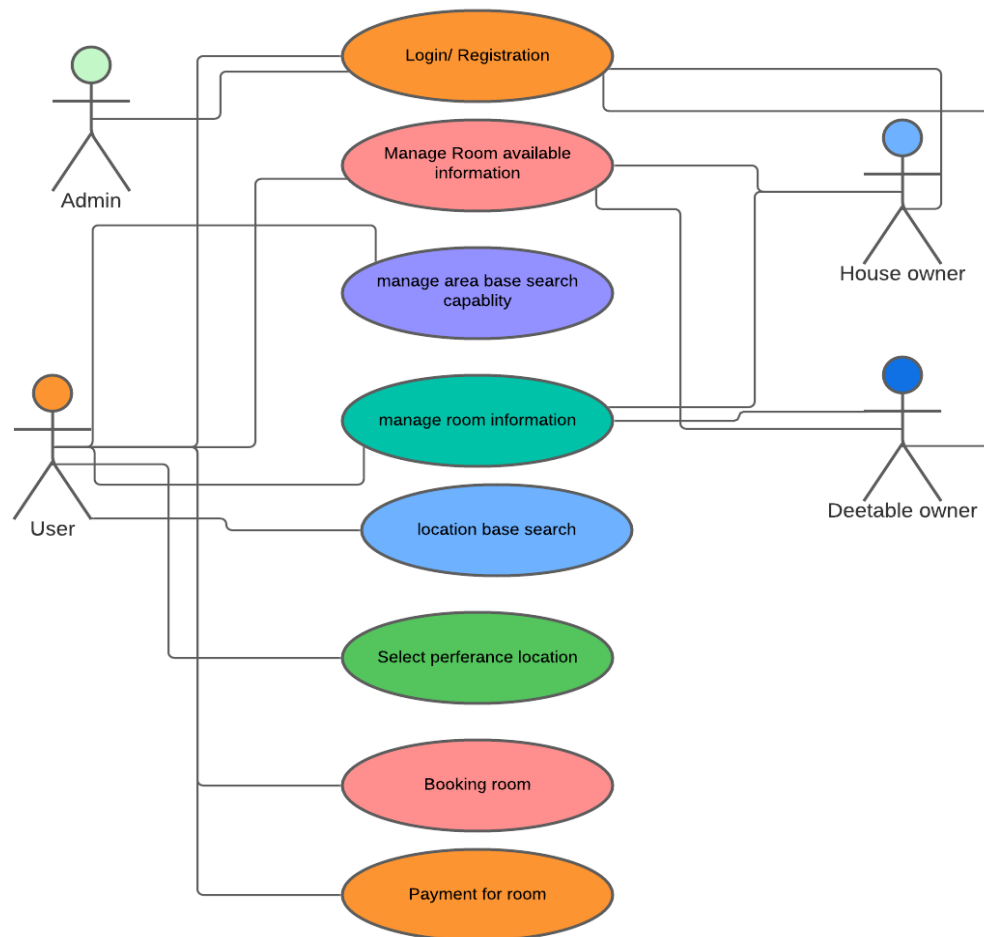 Login/ Registration
Admin
Manage Room available
information
House owner
manage area base search
capablity
manage room information
User
Deetable owner
location base search
Select perferance location
Booking room
Payment for room